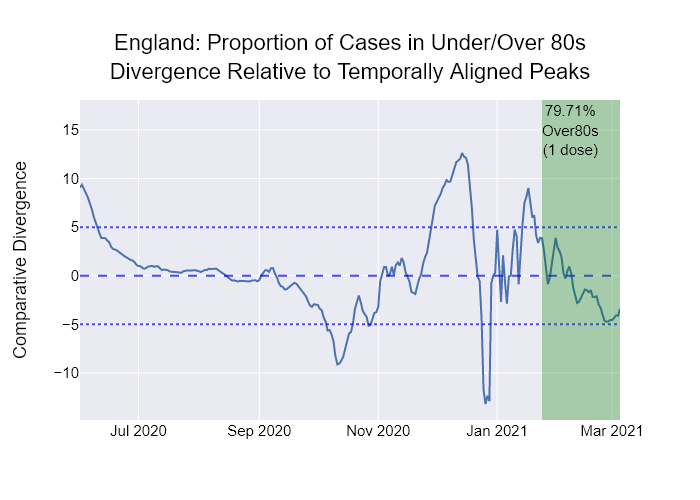 England: Proportion of Cases in Under/Over 80s
Divergence Relative to Temporally Aligned Peaks
79.71%
Over80s
(1 dose)
Comparative Divergence
15
10
5
0
−5
−10
Jul 2020
Sep 2020
Nov 2020
Jan 2021
Mar 2021